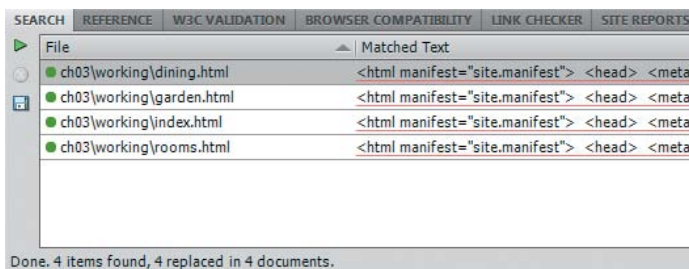 SEARCH REFERENCE W3C VALIDATION BROWSER COMPATIBILITY LINK CHECKER SITE REPORTS
File Matched Text
ch03\working\dining.html <html manifest="site.manifest"> <head> <meta
ch03\working\garden.html <html manifest="site.manifest"> <head> <meta
ch03\working\index.html <html manifest="site.manifest"> <head> <meta
ch03\working\rooms.html <html manifest="site.manifest"> <head> <meta
Done. 4 items found, 4 replaced in 4 documents.